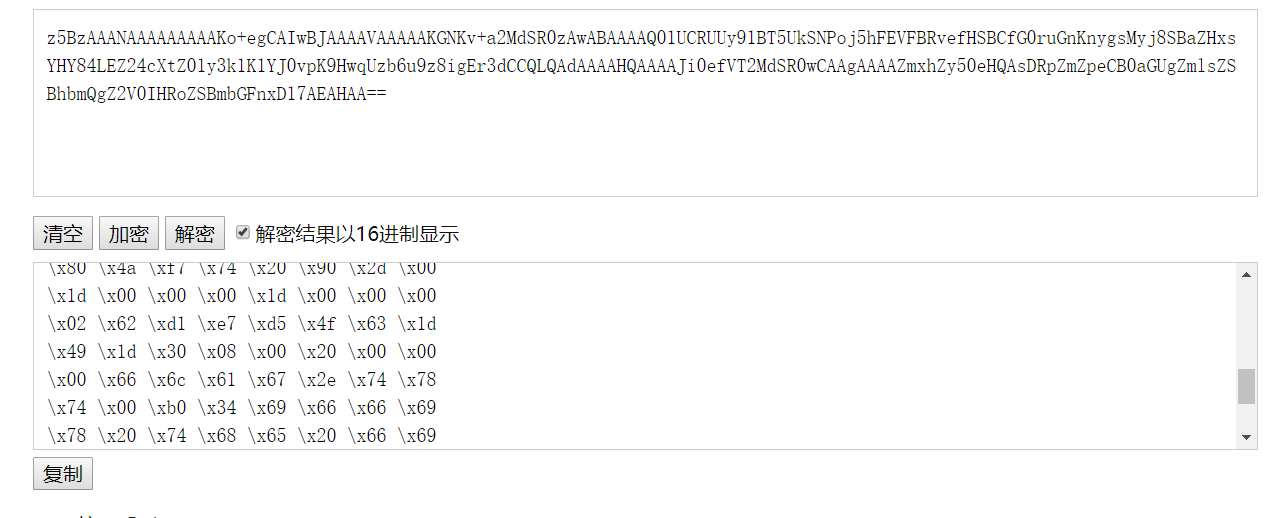 z5BzAAANAAAAAAAAAKo+egCAIwBJAAAAVAAAAAKGNKv+a2MdSR0zAwABAAAAQ01UCRUUy91BT5UkSNPoj5hFEVFBRvefHSBCfG0ruGnKnygsMyj8SBaZHxs
YHY84LEZ24cXtZ01y3k1K1YJ0vpK9HwqUzb6u9z8igEr3dCCQLQAdAAAAHQAAAAJi0efVT2MdSR0wCAAgAAAAZmxhZy50eHQAsDRpZmZpeCB0aGUgZmlsZS
BhbmQgZ2V0IHRoZSBmbGFnxD17AEAHAA==
清空 加密 解密 解密结果以16进制显示
\x80 \x4a \xf7 \x74 \x20 \x90 \x2d \x00
\x1d \x00 \x00 \x00 \x1d \x00 \x00 \x00
\x02 \x62 \xd1 \xe7 \xd5 \x4f \x63 \x1d
\x49 \x1d \x30 \x08 \x00 \x20 \x00 \x00
\x00 \x66 \x6c \x61 \x67 \x2e \x74 \x78
\x74 \x00 \xb0 \x34 \x69 \x66 \x66 \x69
\x78 \x20 \x74 \x68 \x65 \x20 \x66 \x69
复制